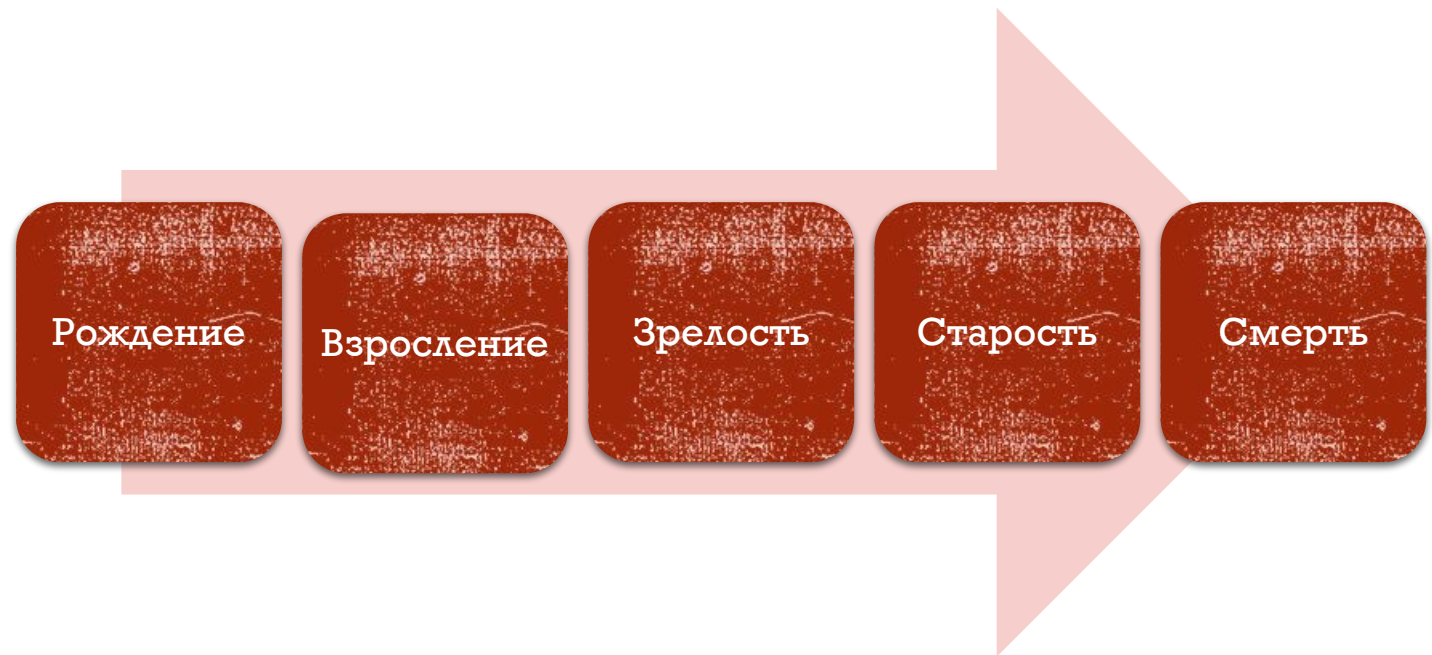 Рождение
Взросление
Зрелость
Старость
Смерть